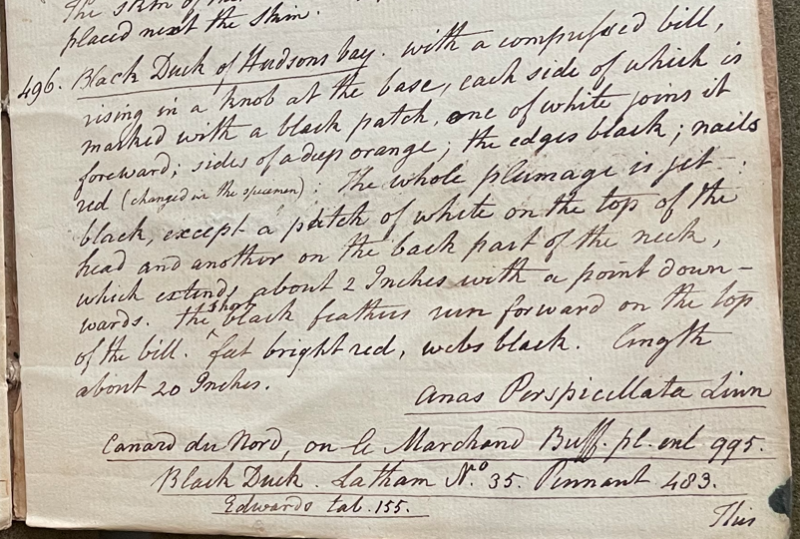 The skin of
placed next the Skin.
496. Black Duck of Hudsons bay. with a compressed bill,
rising in a knob at the base, each side of which is
marked with a black patch, one of white joins it
forward; sides of a deep orange; the edges black; nails
red (changed in the specimen): The whole plumage is jet-
black, except a patch of white on the top of the
head and another on the back part of the neck,
which extends about 2 Inches with a point down-
wards. the short black feathers run forward on the top
of the bill. feet bright red, webs black. Length
about 20 Inches.
Anas Perspicellata Linn
Canard du Nord, ou le Marchand Buff. pl. enl 995.
Black Duck. Latham No. 35. Pennant 483.
Edwards tab. 155.
This